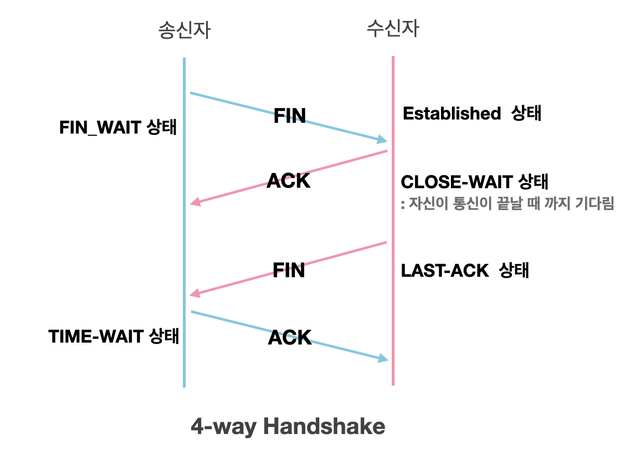 송신자
수신자
FIN
Established 상태
FIN_WAIT 상태
ACK
CLOSE-WAIT 상태
: 자신이 통신이 끝날 때 까지 기다림
FIN
LAST-ACK 상태
TIME-WAIT 상태
ACK
4-way Handshake